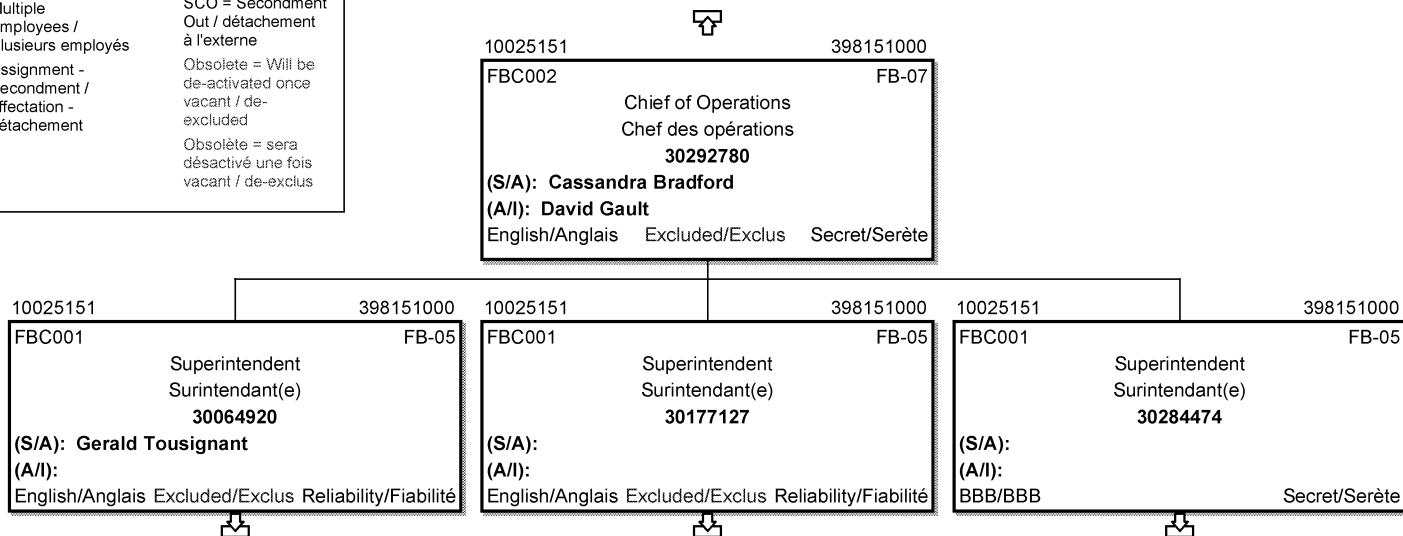 ultiple
mployees /
lusieurs employés
ssignment -
econdment /
ffectation -
étachement
SCO = Secondment
Out / détachement
à l'externe
Obsolete = Will be
de-activated once
vacant / de-
excluded
Obsolète = sera
désactivé une fois
vacant / de-exclus
10025151 398151000
FBC002 FB-07
Chief of Operations
Chef des opérations
30292780
(S/A): Cassandra Bradford
(A/I): David Gault
English/Anglais Excluded/Exclus Secret/Serète
10025151 398151000
FBC001 FB-05
Superintendent
Surintendant(e)
30064920
(S/A): Gerald Tousignant
(A/I):
English/Anglais Excluded/Exclus Reliability/Fiabilité
10025151 398151000
FBC001 FB-05
Superintendent
Surintendant(e)
30177127
(S/A):
(A/I):
English/Anglais Excluded/Exclus Reliability/Fiabilité
10025151 398151000
FBC001 FB-05
Superintendent
Surintendant(e)
30284474
(S/A):
(A/I):
BBB/BBB Secret/Serète